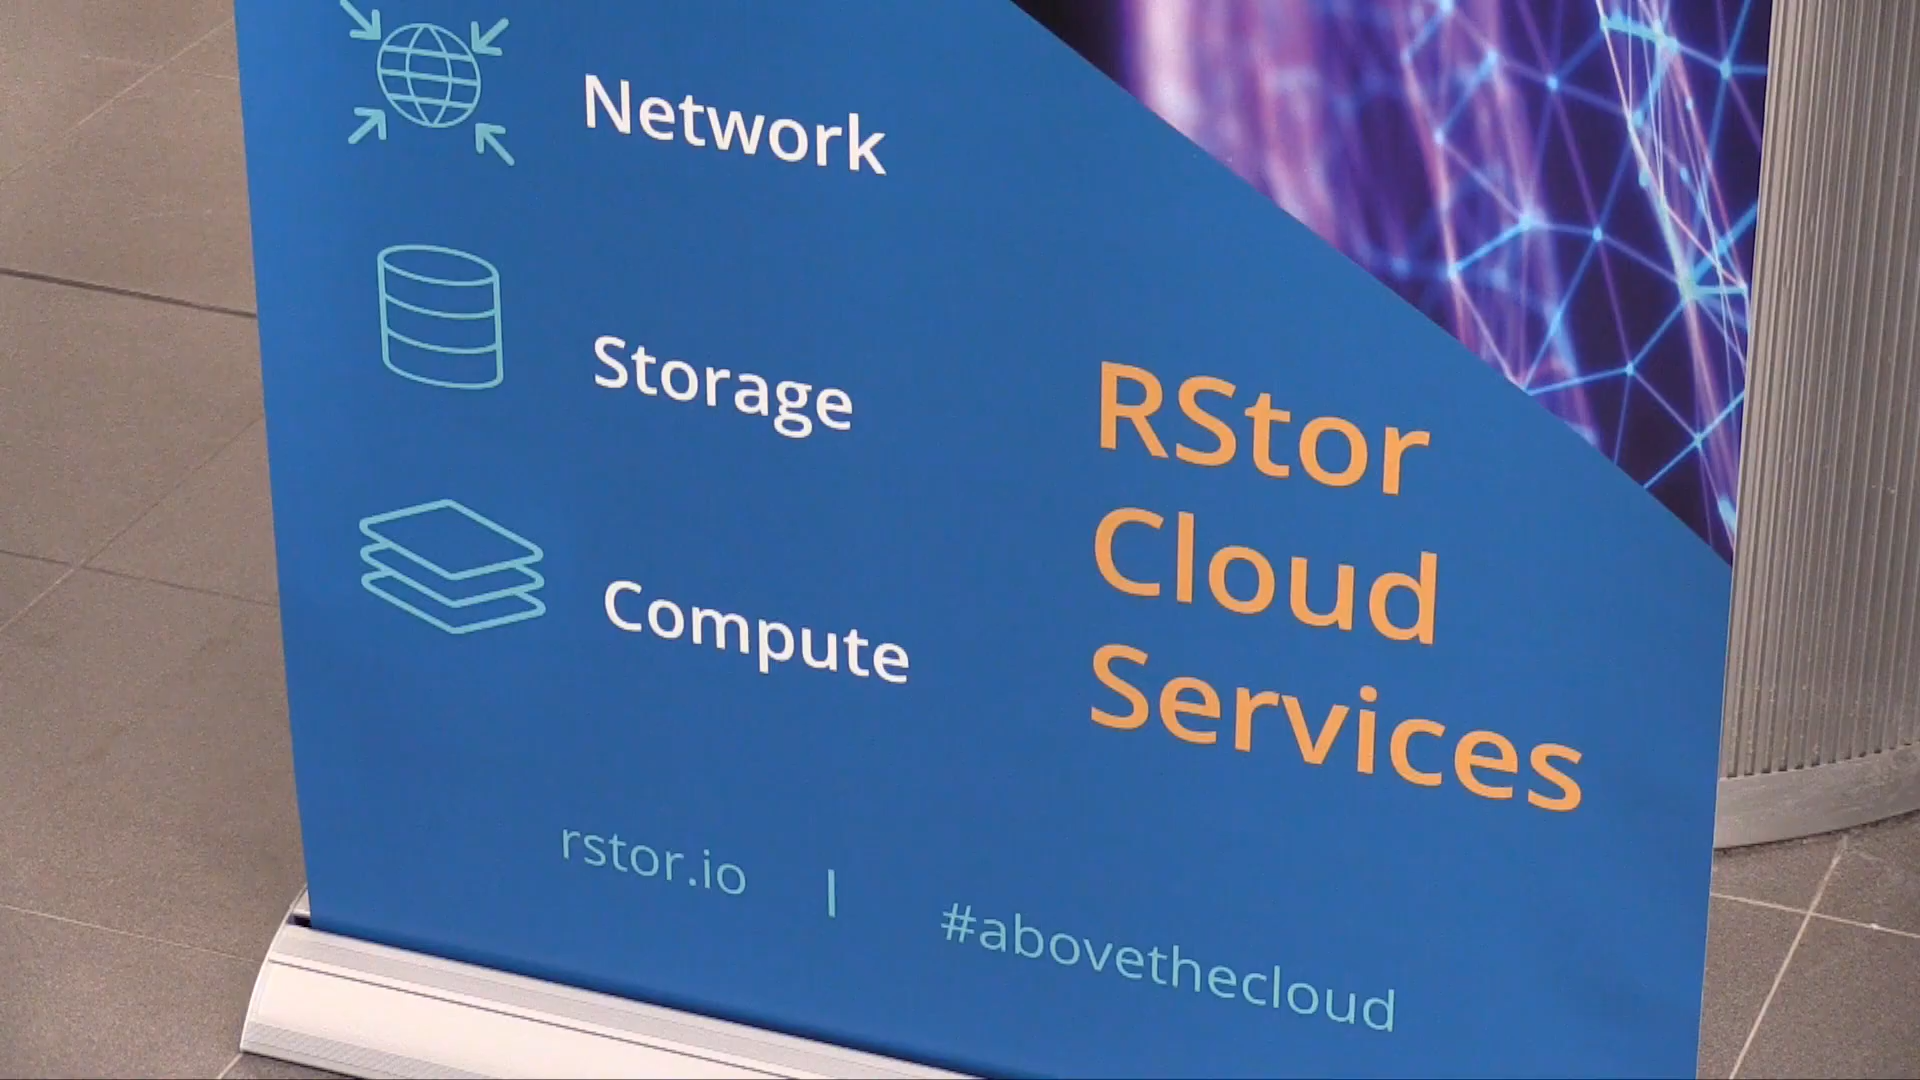 Network
Storage
Compute
RStor
Cloud
Services
rstor.io | #abovethecloud